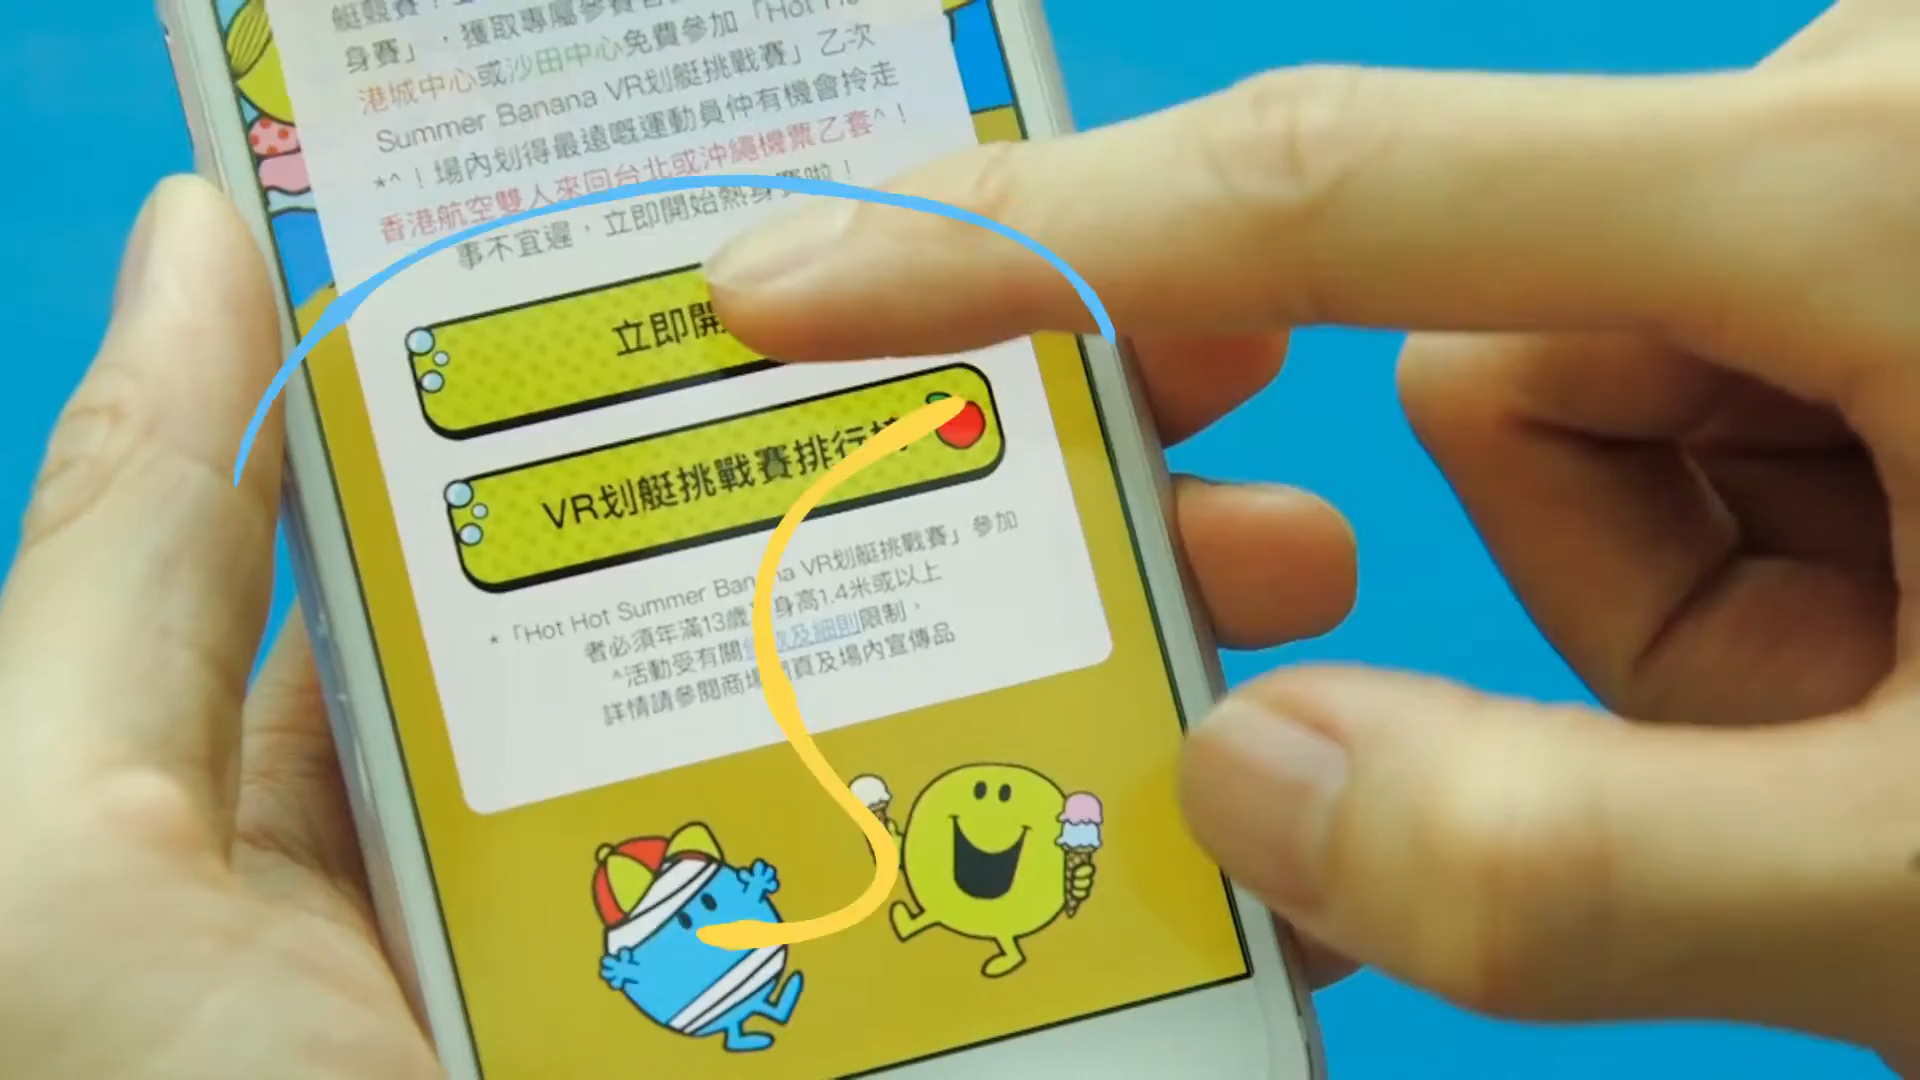 身賽」，獲取專屬參賽
港城中心或沙田中心免費參加「Hot
Summer Banana VR划艇挑戰賽」乙次
*^！場內划得最遠嘅運動員仲有機會拎走
香港航空雙人來回台北或沖繩機票乙套^！
事不宜遲，立即開始熱身賽啦！
立即開
VR划艇挑戰賽排行
*「Hot Hot Summer Banana VR划艇挑戰賽」參加
者必須年滿13歲 身高1.4米或以上
^活動受有關條款及細則限制，
詳情請參閱商場網頁及場內宣傳品